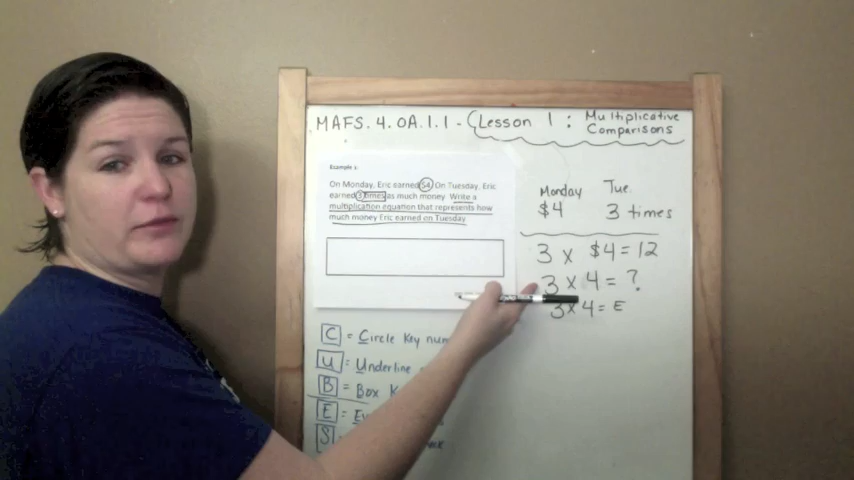 MAFS.4.OA.1.1 - Lesson 1: Multiplicative
Comparisons
Example 1:
On Monday, Eric earned $4. On Tuesday, Eric
earned 3 times as much money. Write a
multiplication equation that represents how
much money Eric earned on Tuesday
Monday Tue.
$4 3 times
3 x $4 = 12
3 x 4 = ?
3 x 4 = E
C = Circle Key
U = Underline
B = Box
E =
S